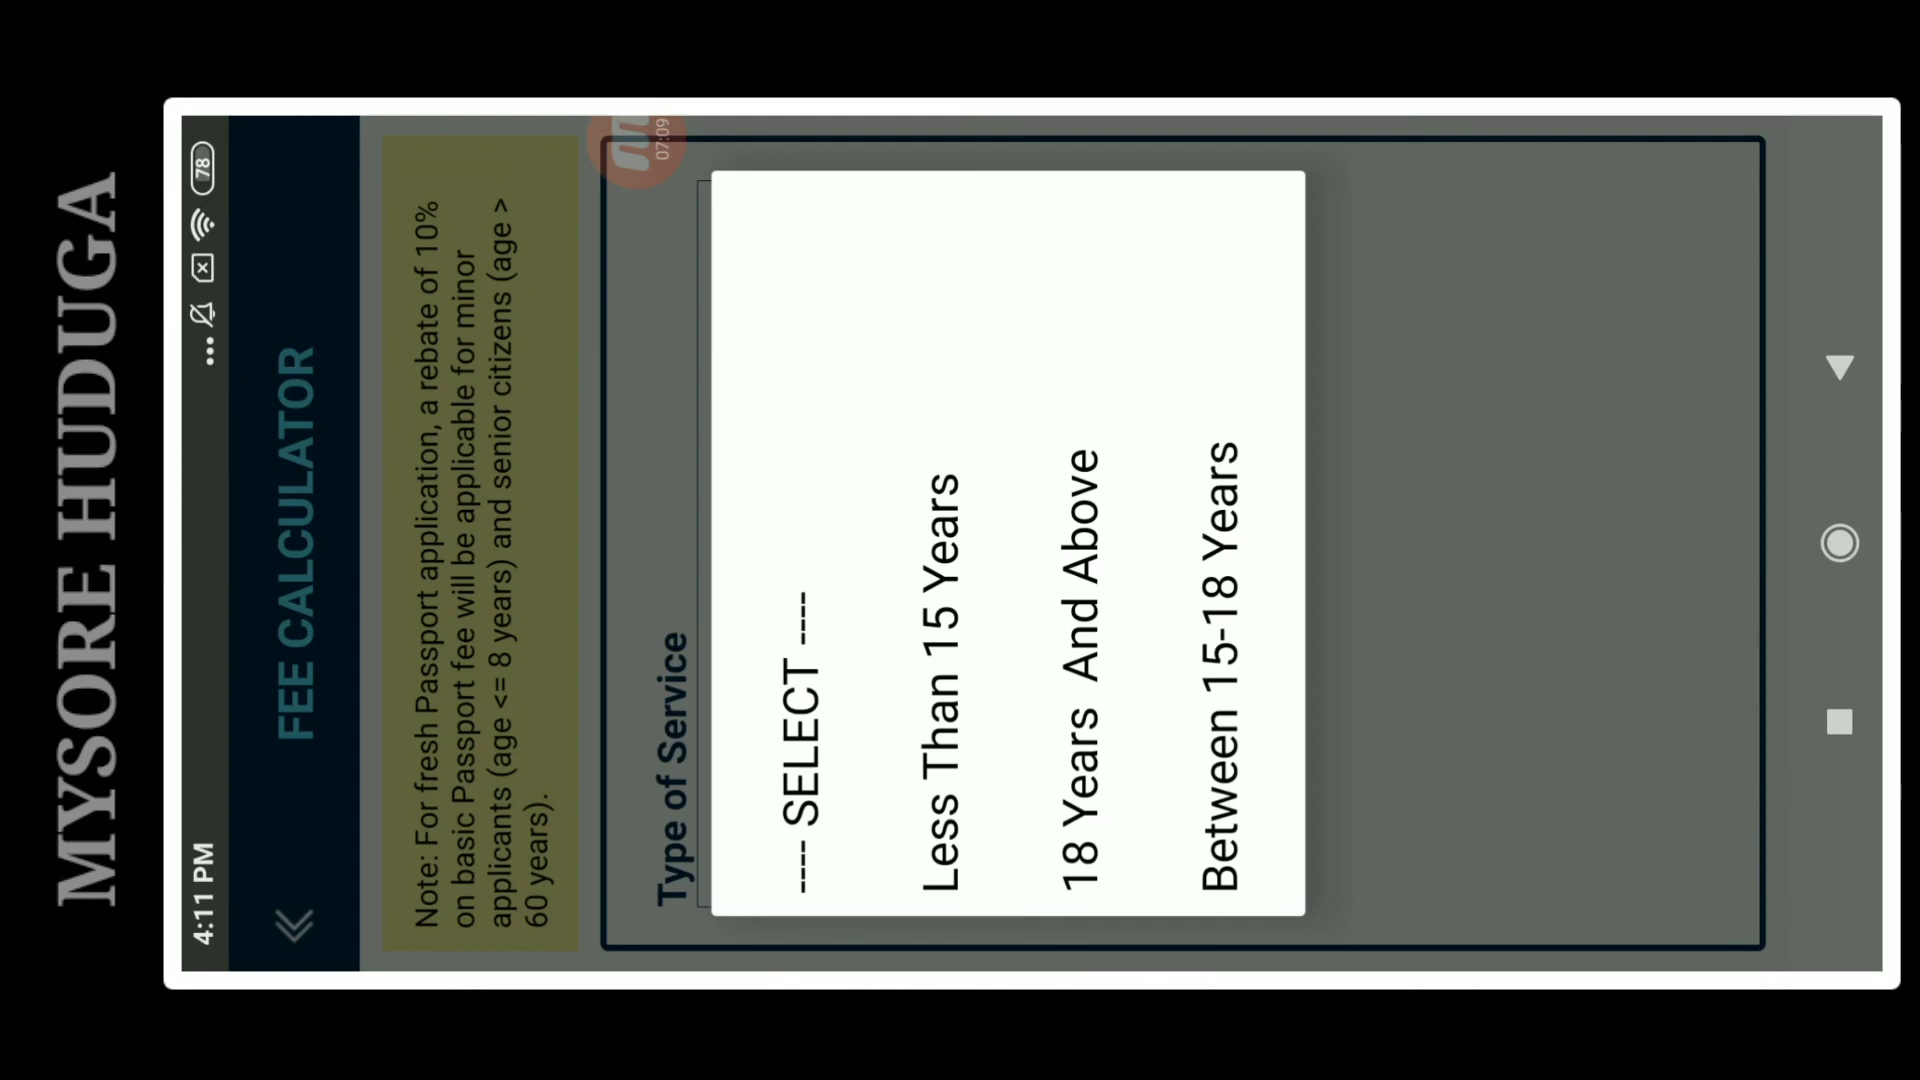 MYSORE HUDUGA
4:11 PM
78
FEE CALCULATOR
Note: For fresh Passport application, a rebate of 10%
on basic Passport fee will be applicable for minor
applicants (age <= 8 years) and senior citizens (age >
60 years).
07:09
Type of Service
---- SELECT ----
Less Than 15 Years
18 Years  And Above
Between 15-18 Years